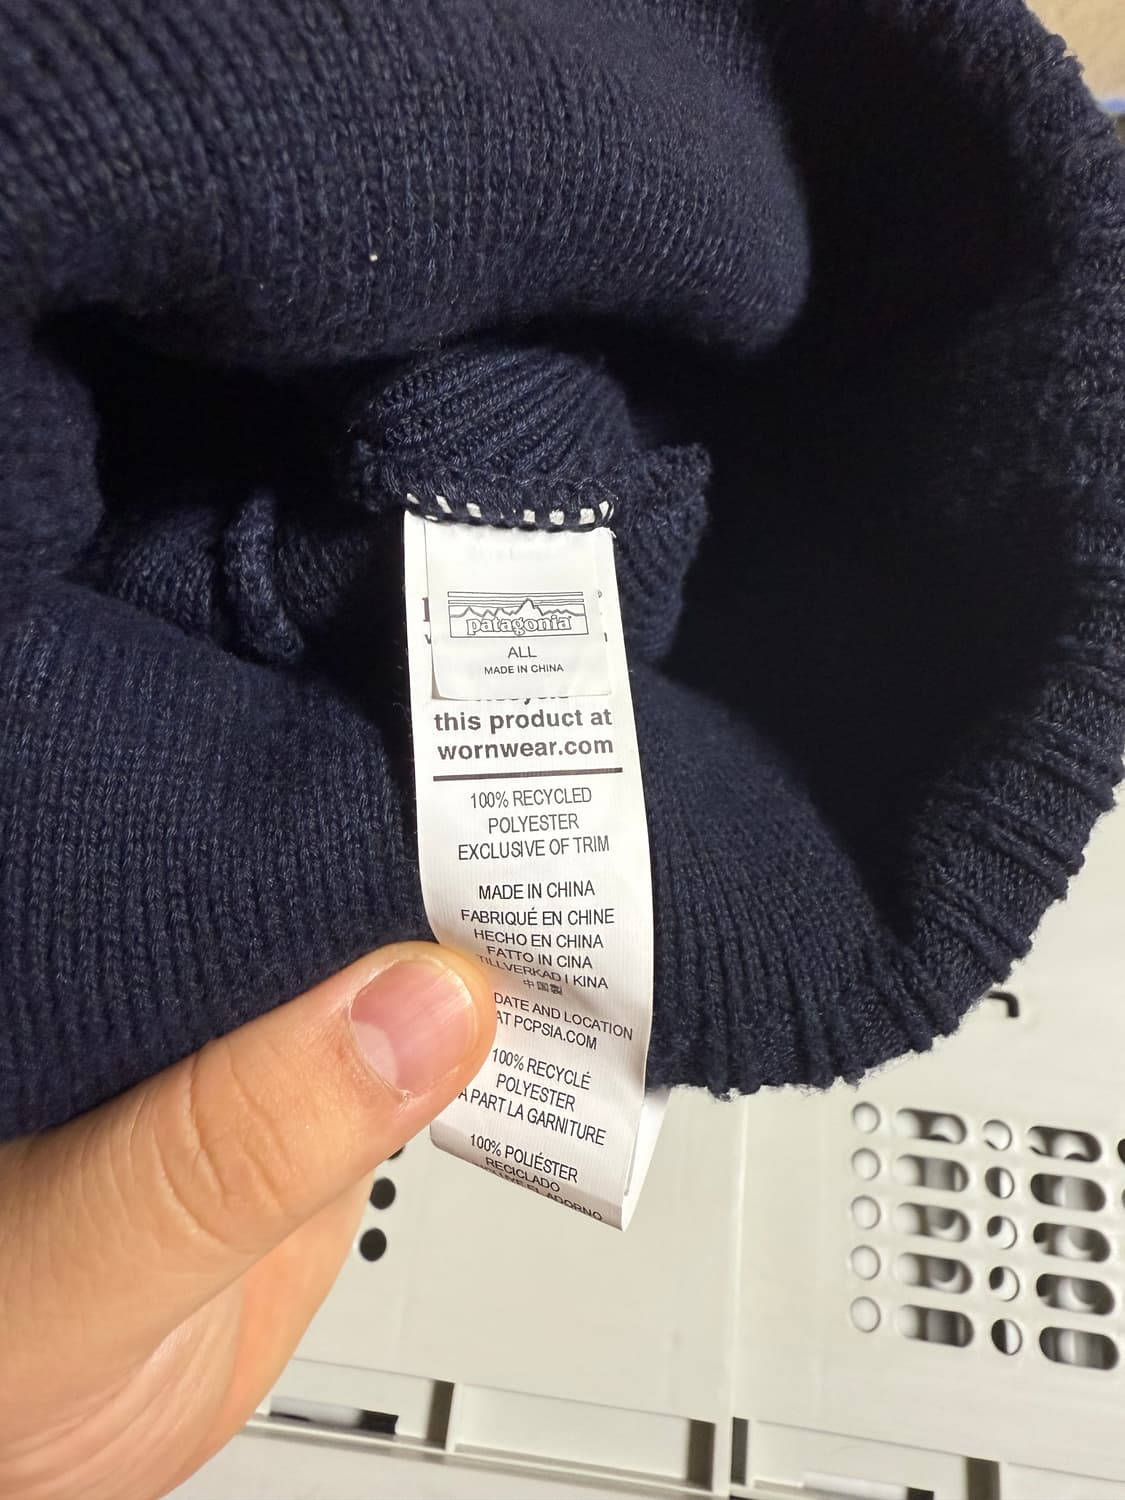 patagonia
ALL
MADE IN CHINA
this product at
wornwear.com
100% RECYCLED
POLYESTER
EXCLUSIVE OF TRIM
MADE IN CHINA
FABRIQUÉ EN CHINE
HECHO EN CHINA
FATTO IN CINA
TILLVERKAD I KINA
中国製
DATE AND LOCATION
AT PCPSIA.COM
100% RECYCLÉ
POLYESTER
À PART LA GARNITURE
100% POLIÉSTER
RECICLADO
EL ADORNO